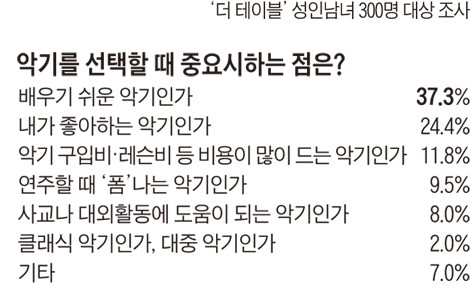 ‘더 테이블’ 성인남녀 300명 대상 조사
악기를 선택할 때 중요시하는 점은?
배우기 쉬운 악기인가 37.3%
내가 좋아하는 악기인가 24.4%
악기 구입비·레슨비 등 비용이 많이 드는 악기인가 11.8%
연주할 때 ‘폼’나는 악기인가 9.5%
사교나 대외활동에 도움이 되는 악기인가 8.0%
클래식 악기인가, 대중 악기인가 2.0%
기타 7.0%